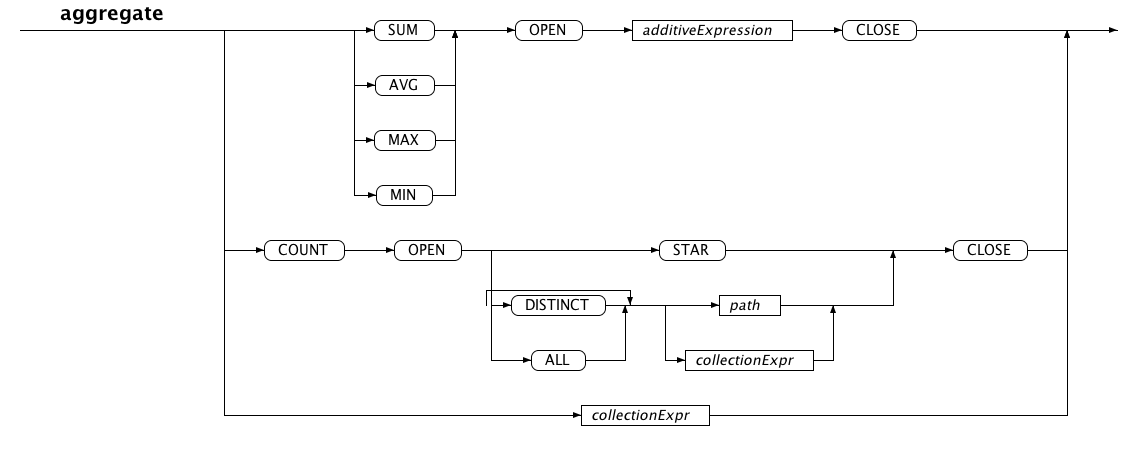 aggregate
SUM OPEN additiveExpression CLOSE
AVG
MAX
MIN
COUNT OPEN STAR CLOSE
DISTINCT path
ALL collectionExpr
collectionExpr